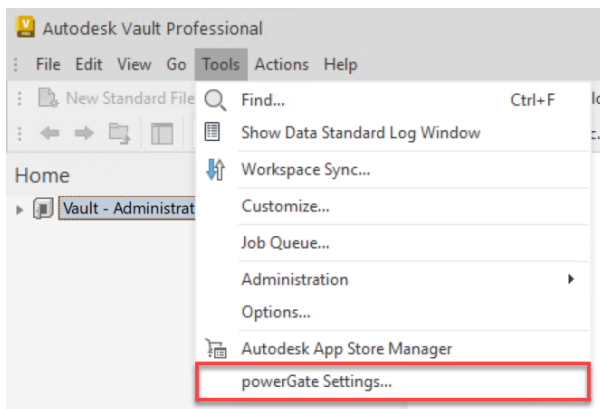 Autodesk Vault Professional
File Edit View Go Tools Actions Help
New Standard File
Find... Ctrl+F
Show Data Standard Log Window
Home
Workspace Sync...
Vault - Administrat
Customize...
Job Queue...
Administration
Options...
Autodesk App Store Manager
powerGate Settings...